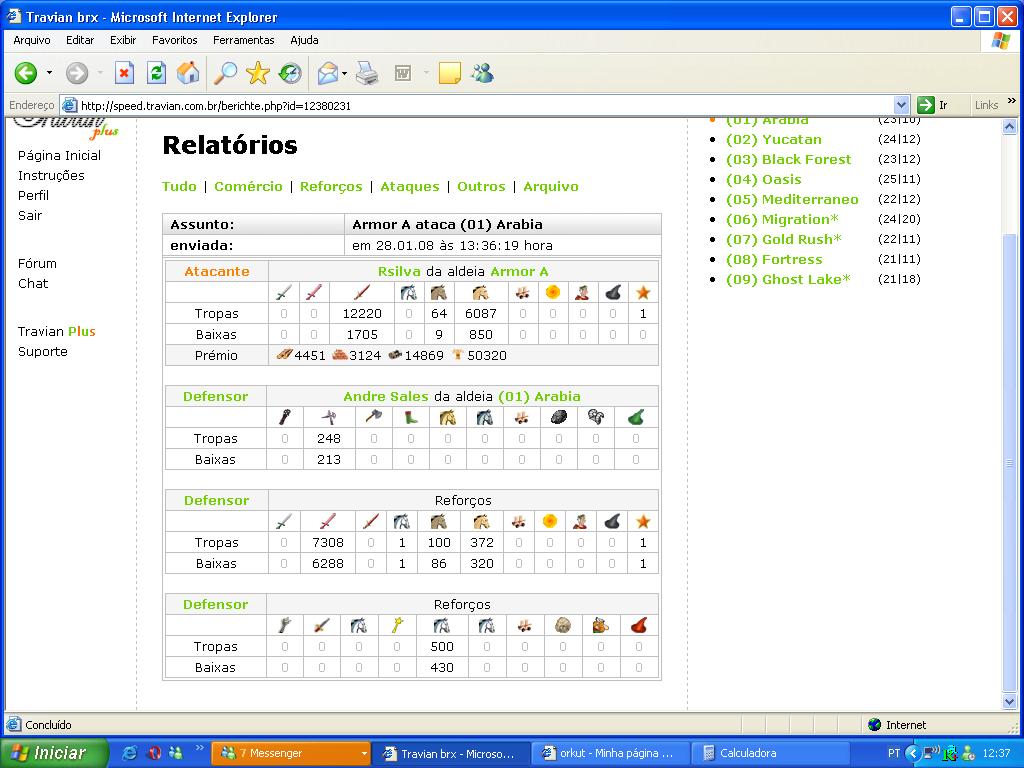 Travian brx - Microsoft Internet Explorer
Arquivo Editar Exibir Favoritos Ferramentas Ajuda
Endereço http://speed.travian.com.br/berichte.php?id=12380231 Ir Links »
Travian plus
Página Inicial
Instruções
Perfil
Sair
Fórum
Chat
Travian Plus
Suporte
Relatórios
Tudo | Comércio | Reforços | Ataques | Outros | Arquivo
Assunto: Armor A ataca (01) Arabia
enviada: em 28.01.08 às 13:36:19 hora
Atacante Rsilva da aldeia Armor A
Tropas 0 0 12220 0 64 6087 0 0 0 0 1
Baixas 0 0 1705 0 9 850 0 0 0 0 0
Prémio 4451 3124 14869 50320
Defensor Andre Sales da aldeia (01) Arabia
Tropas 0 248 0 0 0 0 0 0 0 0
Baixas 0 213 0 0 0 0 0 0 0 0
Defensor Reforços
Tropas 0 7308 0 1 100 372 0 0 0 0 1
Baixas 0 6288 0 1 86 320 0 0 0 0 1
Defensor Reforços
Tropas 0 0 0 0 500 0 0 0 0 0
Baixas 0 0 0 0 430 0 0 0 0 0
(01) Arabia (23|10)
(02) Yucatan (24|12)
(03) Black Forest (23|12)
(04) Oasis (25|11)
(05) Mediterraneo (22|12)
(06) Migration* (24|20)
(07) Gold Rush* (22|11)
(08) Fortress (21|11)
(09) Ghost Lake* (21|18)
Concluído Internet
Iniciar » 7 Messenger Travian brx - Microso... orkut - Minha página ... Calculadora PT 12:37